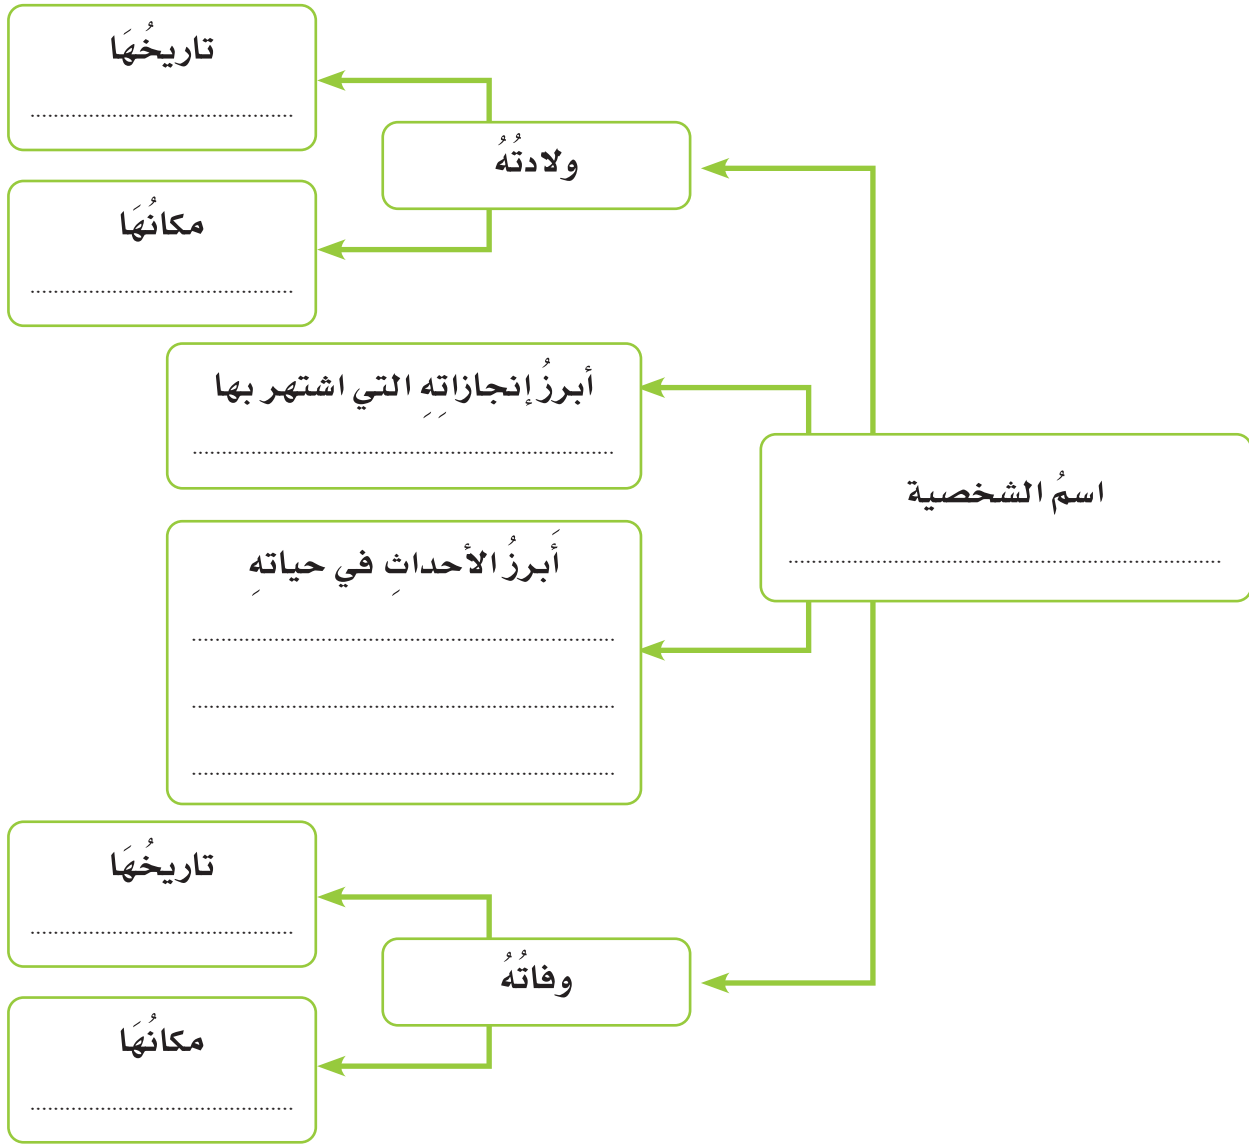 اسمُ الشخصية
........................................................................
ولادتُهُ
تاريخُهَا
............................................
مكانُهَا
............................................
أبرزُ إنجازاتِهِ التي اشتهر بها
......................................................................
أَبرزُ الأحداثِ في حياتهِ
......................................................................
......................................................................
......................................................................
وفاتُهُ
تاريخُهَا
............................................
مكانُهَا
............................................